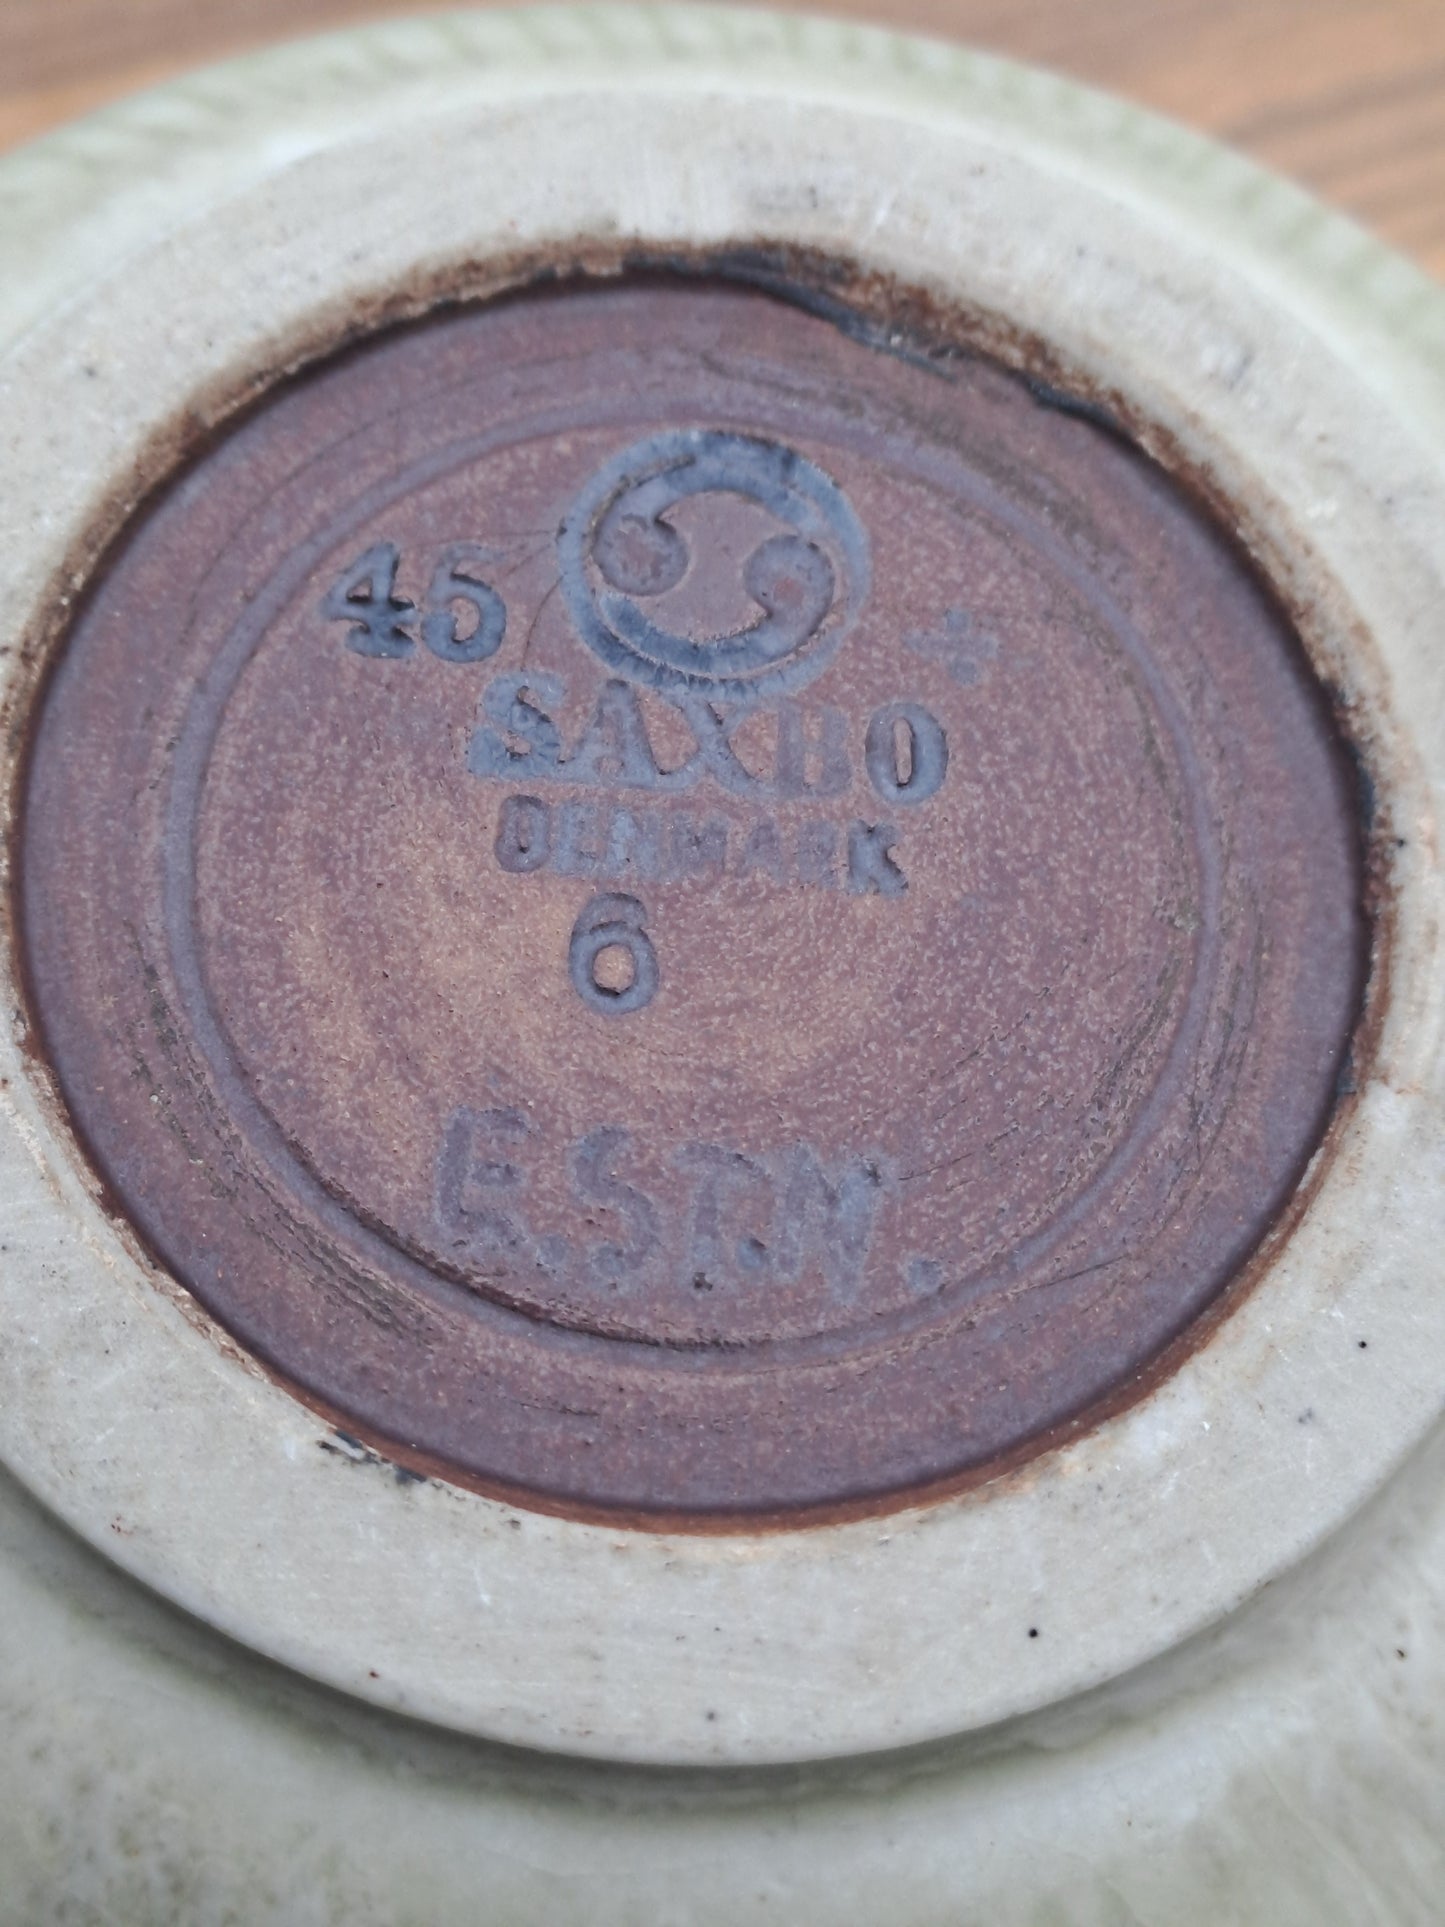 45
SAXBO
DENMARK
6
E.ST.N.